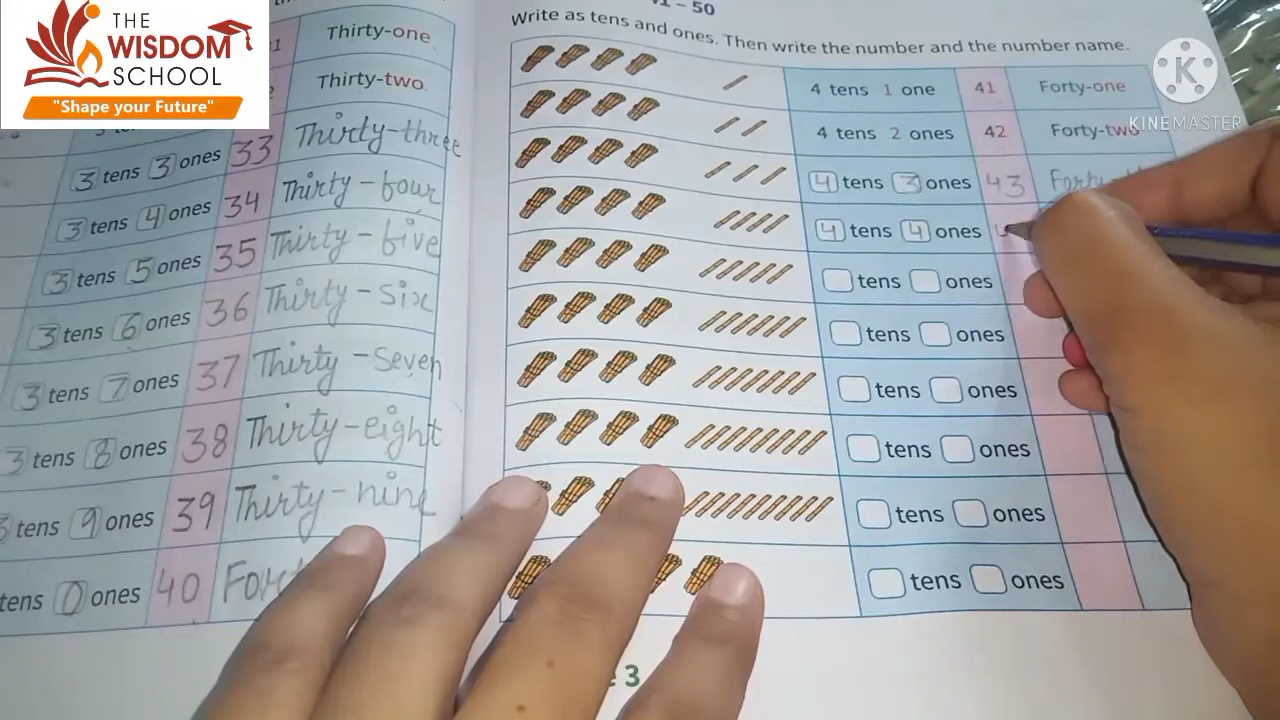 THE
WISDOM
SCHOOL
"Shape your Future"
Thirty-one
Thirty-two
3 tens 3 ones 33 Thirty-three
3 tens 4 ones 34 Thirty-four
3 tens 5 ones 35 Thirty-five
3 tens 6 ones 36 Thirty-six
3 tens 7 ones 37 Thirty-seven
3 tens 8 ones 38 Thirty-eight
3 tens 9 ones 39 Thirty-nine
tens 0 ones 40
41 – 50
Write as tens and ones. Then write the number and the number name.
4 tens 1 one 41 Forty-one
4 tens 2 ones 42 Forty-two
4 tens 3 ones 43
4 tens 4 ones
tens ones
tens ones
tens ones
tens ones
tens ones
tens ones
3
K
KINEMASTER